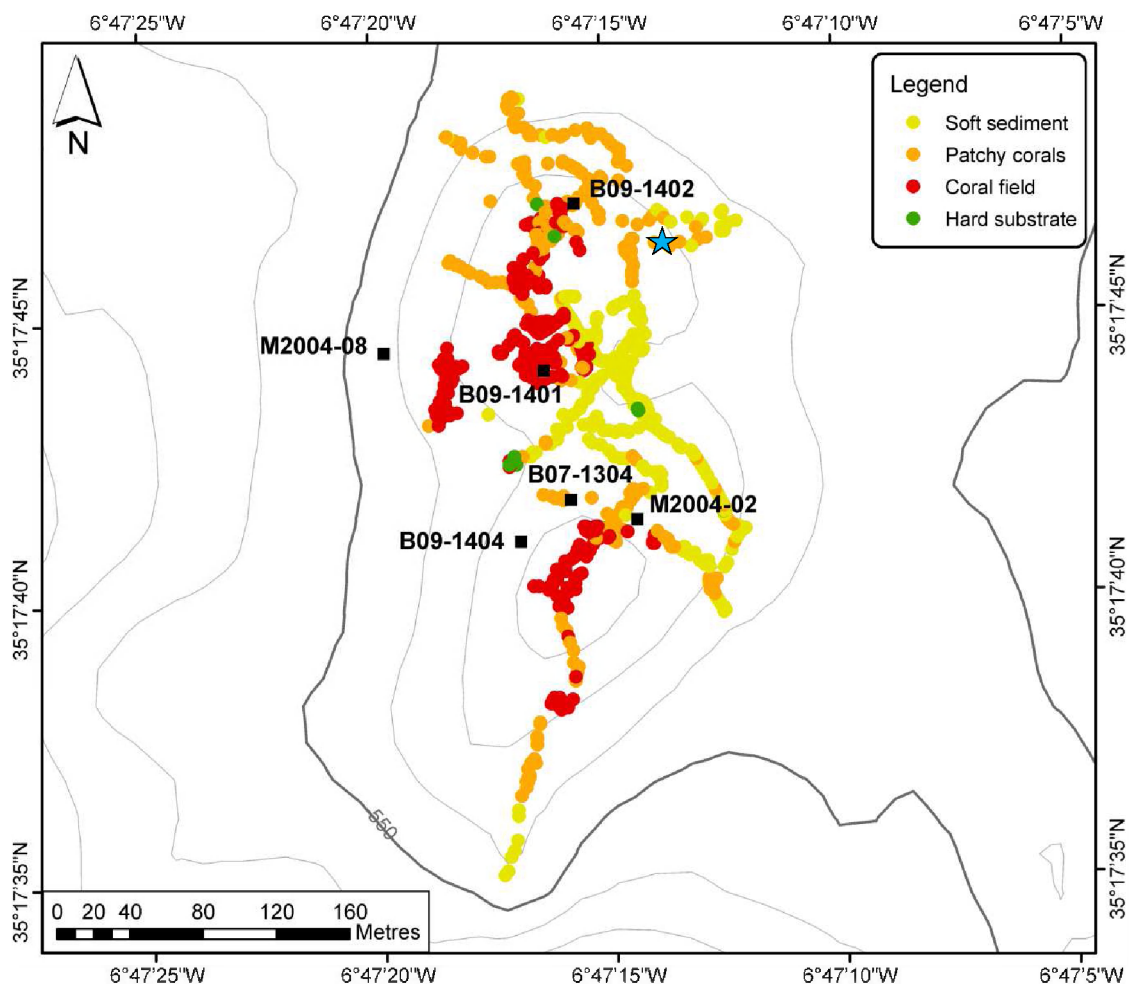 6°47'25"W 6°47'20"W 6°47'15"W 6°47'10"W 6°47'5"W
N
Legend
Soft sediment
Patchy corals
Coral field
Hard substrate
B09-1402
35°17'45"N
35°17'45"N
M2004-08
B09-1401
B07-1304
M2004-02
B09-1404
35°17'40"N
35°17'40"N
550
35°17'35"N
35°17'35"N
0 20 40 80 120 160
Metres
6°47'25"W 6°47'20"W 6°47'15"W 6°47'10"W 6°47'5"W